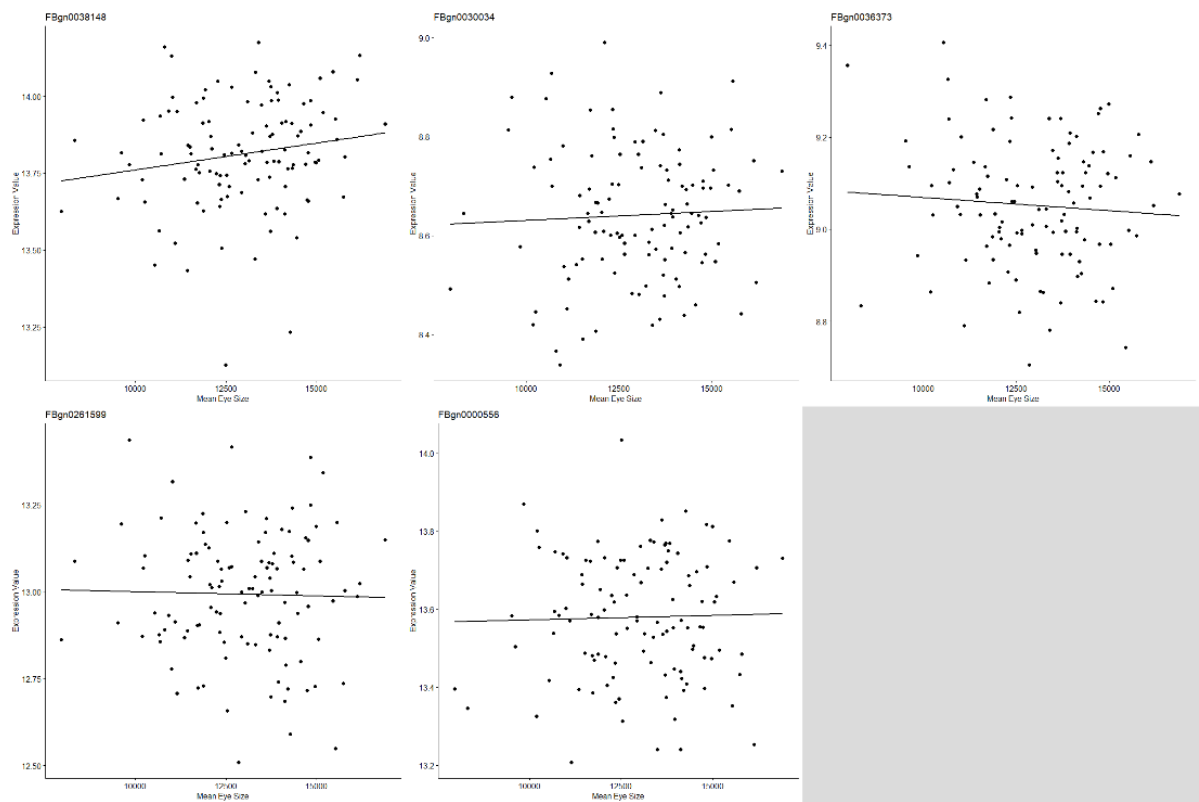 FBgn0038148
FBgn0030034
FBgn0036373
Expression Value
14.00
13.75
13.50
13.25
10000
12500
15000
Mean Eye Size
Expression Value
9.0
8.8
8.6
8.4
10000
12500
15000
Mean Eye Size
Expression Value
9.4
9.2
9.0
8.8
10000
12500
15000
Mean Eye Size
FBgn0261599
FBgn0000556
Expression Value
13.25
13.00
12.75
12.50
10000
12500
15000
Mean Eye Size
Expression Value
14.0
13.8
13.6
13.4
13.2
10000
12500
15000
Mean Eye Size